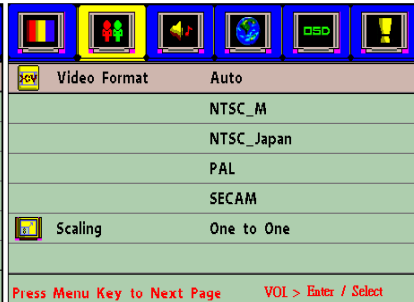 OSD
Video Format Auto
NTSC_M
NTSC_Japan
PAL
SECAM
Scaling One to One
Press Menu Key to Next Page VOL > Enter / Select